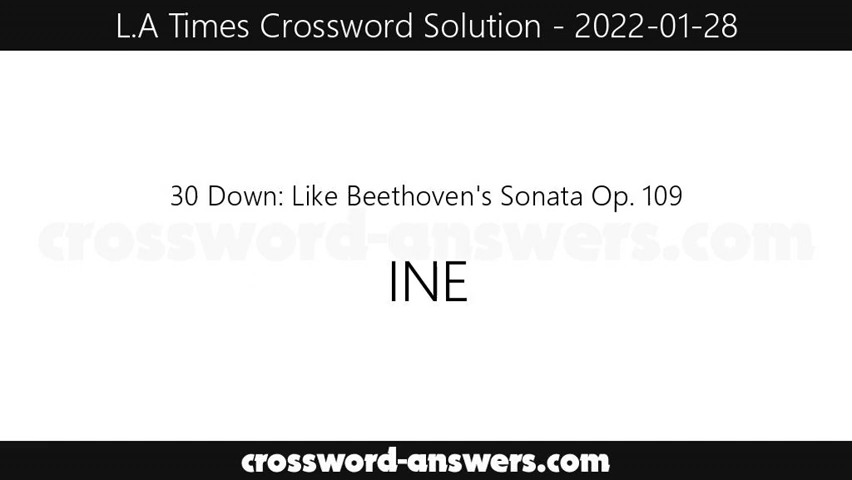 L.A Times Crossword Solution - 2022-01-28
30 Down: Like Beethoven's Sonata Op. 109
crossword-answers.com
INE
crossword-answers.com